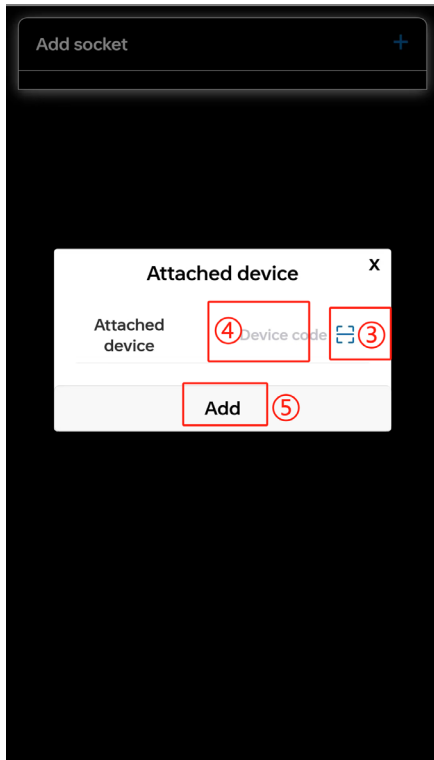 Add socket +
Attached device X
Attached
device
④ Device code ③
Add ⑤